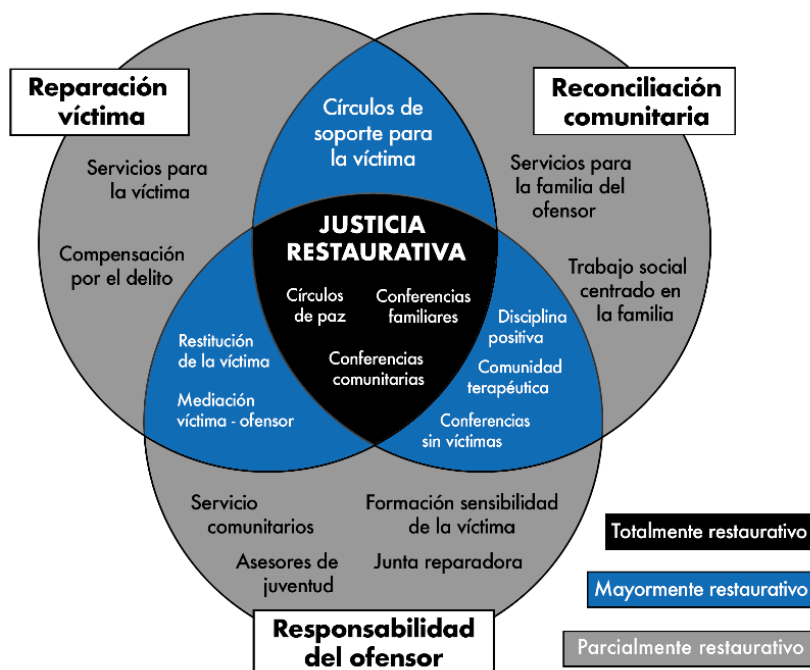 Reparación
víctima
Reconciliación
comunitaria
Círculos de
soporte para
la víctima
Servicios para
la víctima
Compensación
por el delito
Servicios para
la familia del
ofensor
Trabajo social
centrado en
la familia
JUSTICIA
RESTAURATIVA
Círculos
de paz
Conferencias
familiares
Conferencias
comunitarias
Restitución
de la víctima
Mediación
víctima - ofensor
Disciplina
positiva
Comunidad
terapéutica
Conferencias
sin víctimas
Servicio
comunitarios
Formación sensibilidad
de la víctima
Asesores de
juventud
Junta reparadora
Responsabilidad
del ofensor
Totalmente restaurativo
Mayormente restaurativo
Parcialmente restaurativo